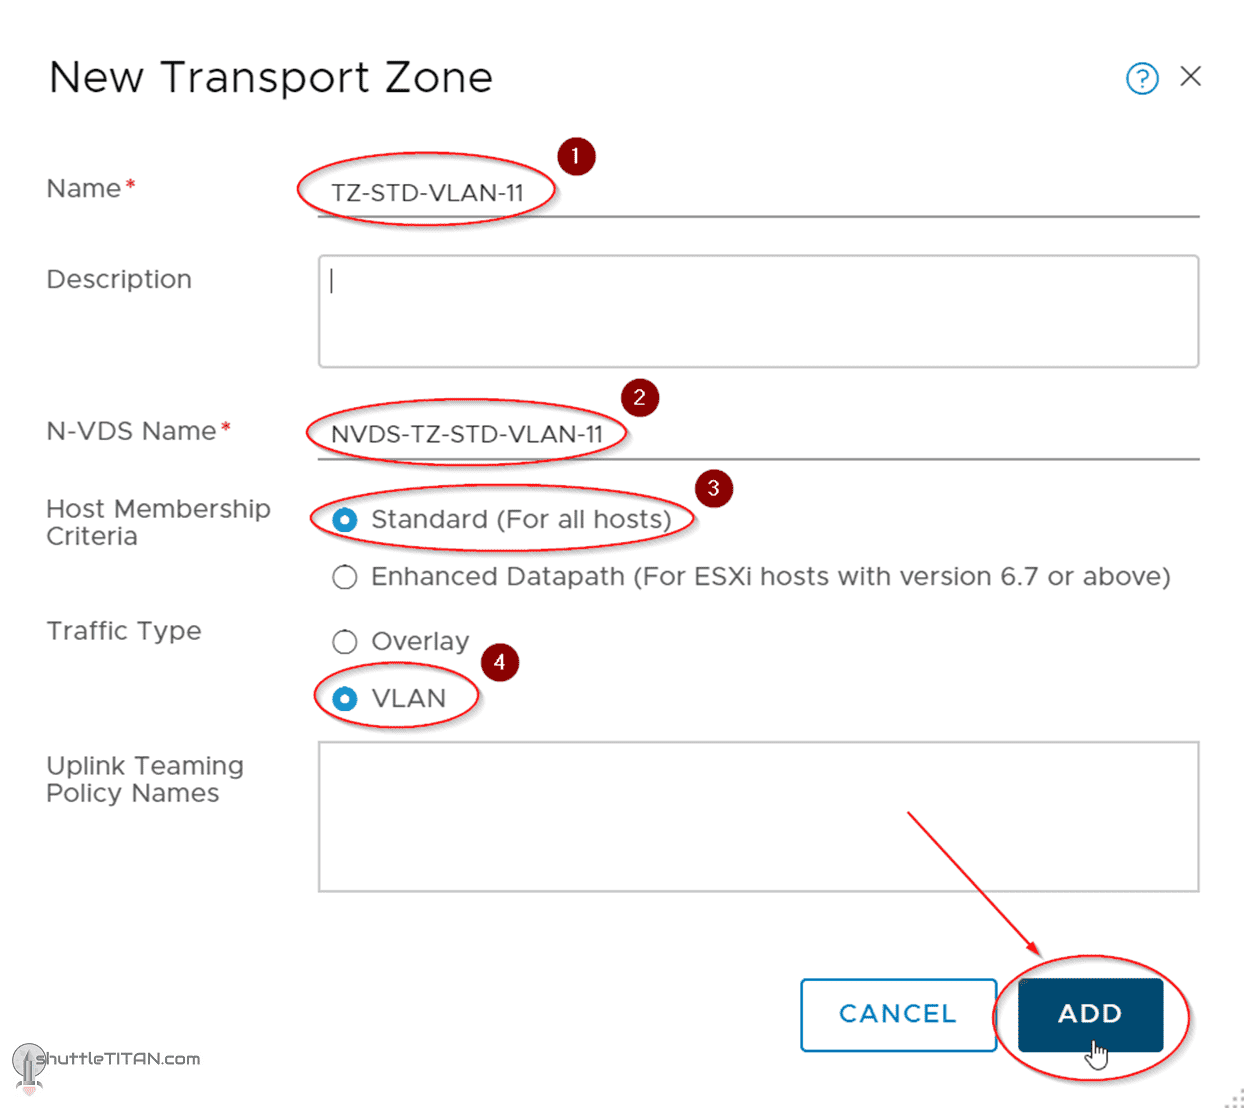 New Transport Zone
?
1
Name*
TZ-STD-VLAN-11
Description
2
N-VDS Name*
NVDS-TZ-STD-VLAN-11
3
Host Membership
Criteria
Standard (For all hosts)
Enhanced Datapath (For ESXi hosts with version 6.7 or above)
Traffic Type
Overlay
4
VLAN
Uplink Teaming
Policy Names
CANCEL
ADD
shuttleTITAN.com